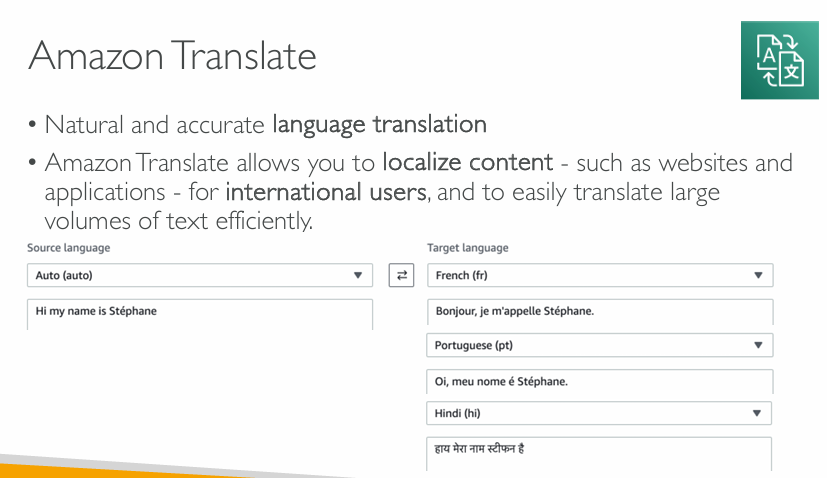 Amazon Translate
• Natural and accurate language translation
• Amazon Translate allows you to localize content - such as websites and
applications - for international users, and to easily translate large
volumes of text efficiently.
Source language
Target language
Auto (auto)
French (fr)
Hi my name is Stéphane
Bonjour, je m'appelle Stéphane.
Portuguese (pt)
Oi, meu nome é Stéphane.
Hindi (hi)
हाय मेरा नाम स्टीफन है
A
文